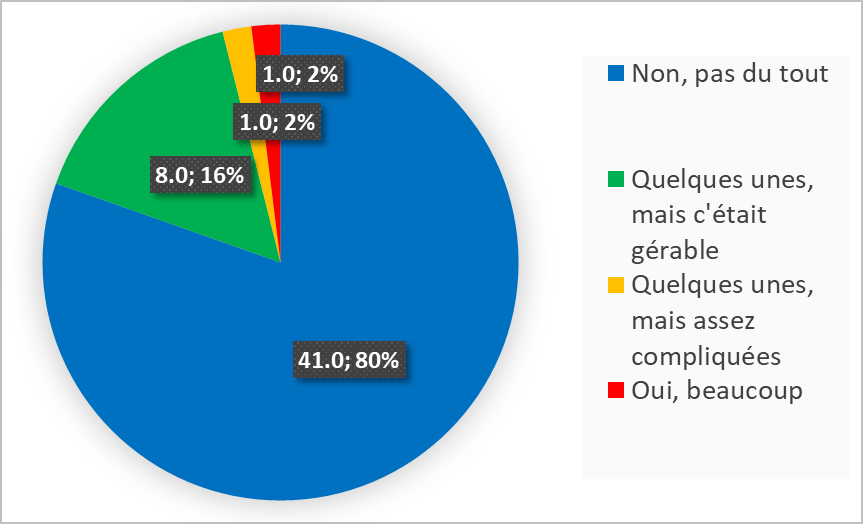 1.0; 2%
1.0; 2%
8.0; 16%
41.0; 80%
Non, pas du tout
Quelques unes,
mais c'était
gérable
Quelques unes,
mais assez
compliquées
Oui, beaucoup